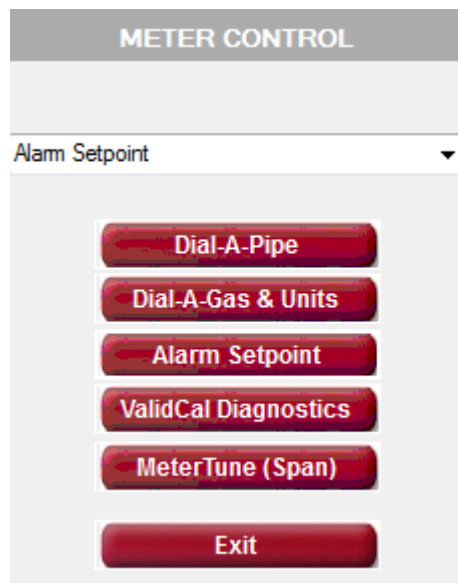 METER CONTROL
Alarm Setpoint
Dial-A-Pipe
Dial-A-Gas & Units
Alarm Setpoint
ValidCal Diagnostics
MeterTune (Span)
Exit